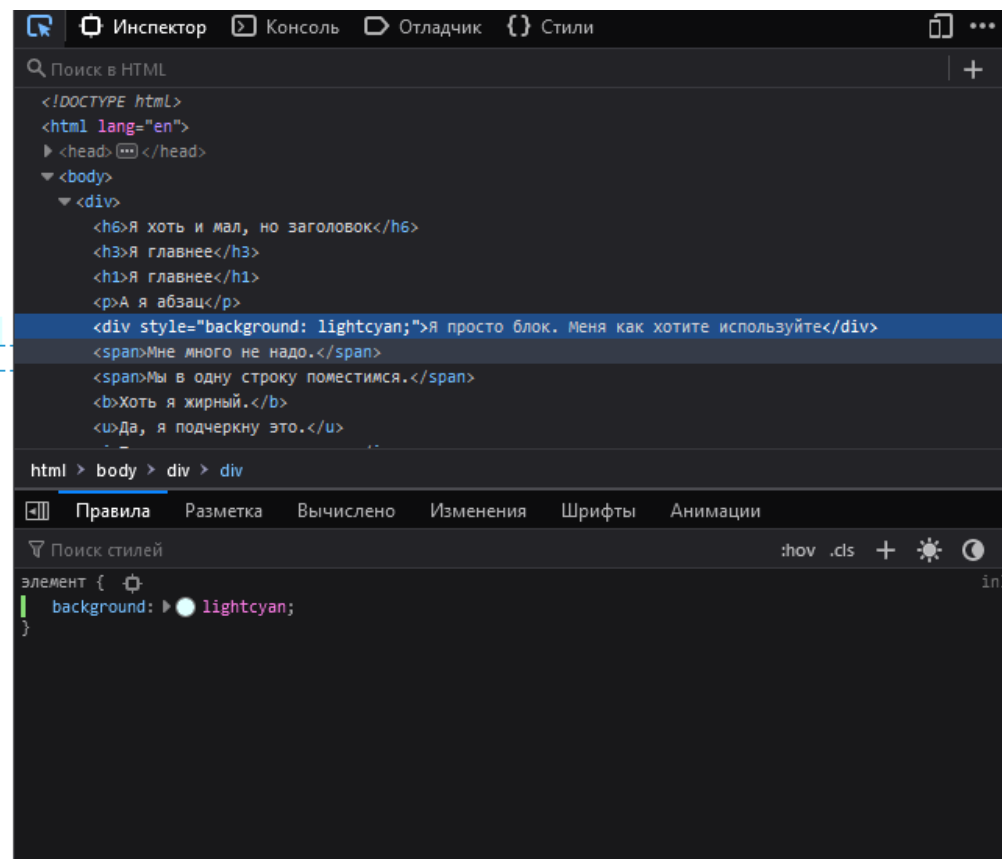 Инспектор Консоль Отладчик {} Стили
Поиск в HTML
<!DOCTYPE html>
<html lang="en">
<head></head>
<body>
<div>
<h6>Я хоть и мал, но заголовок</h6>
<h3>Я главнее</h3>
<h1>Я главнее</h1>
<p>А я абзац</p>
<div style="background: lightcyan;">Я просто блок. Меня как хотите используйте</div>
<span>Мне много не надо.</span>
<span>Мы в одну строку поместимся.</span>
<b>Хоть я жирный.</b>
<u>Да, я подчеркну это.</u>
html > body > div > div
Правила Разметка Вычислено Изменения Шрифты Анимации
Поиск стилей :hov .cls
элемент { in
background: lightcyan;
}